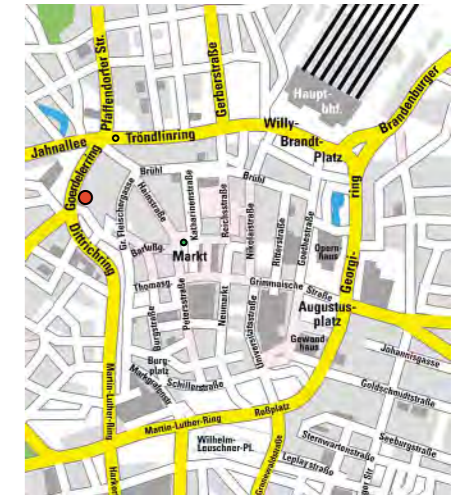 Pfaffendorfer Str.
Gerberstraße
Haupt-
bhf.
Brandenburger
Willy-
Brandt-
Platz
Tröndlinring
Jahnallee
Goerdelerring
Brühl
Brühl
Gr. Fleischergasse
Hainstraße
Katharinenstraße
Reichsstraße
Nikolaistraße
Ritterstraße
Goethestraße
Opern-
haus
Georgi-
ring
Dittrichring
Barfußg.
Markt
Thomasg.
Grimmaische Straße
Augustus-
platz
Petersstraße
Neumarkt
Burgstraße
Universitätsstraße
Gewand-
haus
Burg-
platz
Markgrafenstr
Schillerstraße
Johannisgasse
Goldschmidtstraße
Martin-Luther-Ring
Martin-Luther-Ring
Roßplatz
Wilhelm-
Leuschner-Pl.
Sternwartenstraße
Seeburgstraße
Leplaystraße